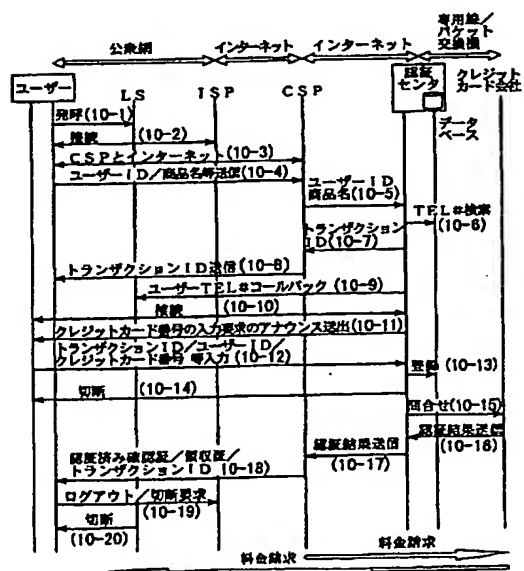 専用線/
パケット
交換機
公衆網
インターネット
インターネット
ユーザー
LS
ISP
CSP
認証
センタ
クレジット
カード会社
データ
ベース
発呼(10-1)
接続 (10-2)
CSPとインターネット(10-3)
ユーザーID/商品名等送信(10-4)
ユーザーID
商品名(10-5)
TEL#検索
(10-6)
トランザクション
ID(10-7)
トランザクションID送信(10-8)
ユーザーTEL#コールバック(10-9)
接続 (10-10)
クレジットカード番号の入力要求のアナウンス送出(10-11)
トランザクションID/ユーザーID/
クレジットカード番号 等入力(10-12)
登録(10-13)
切断 (10-14)
問合せ(10-15)
認証結果送信
(10-16)
認証結果送信
(10-17)
認証済み確認証/領収証/
トランザクションID 10-18)
ログアウト/切断要求
(10-19)
切断
(10-20)
料金請求
料金請求